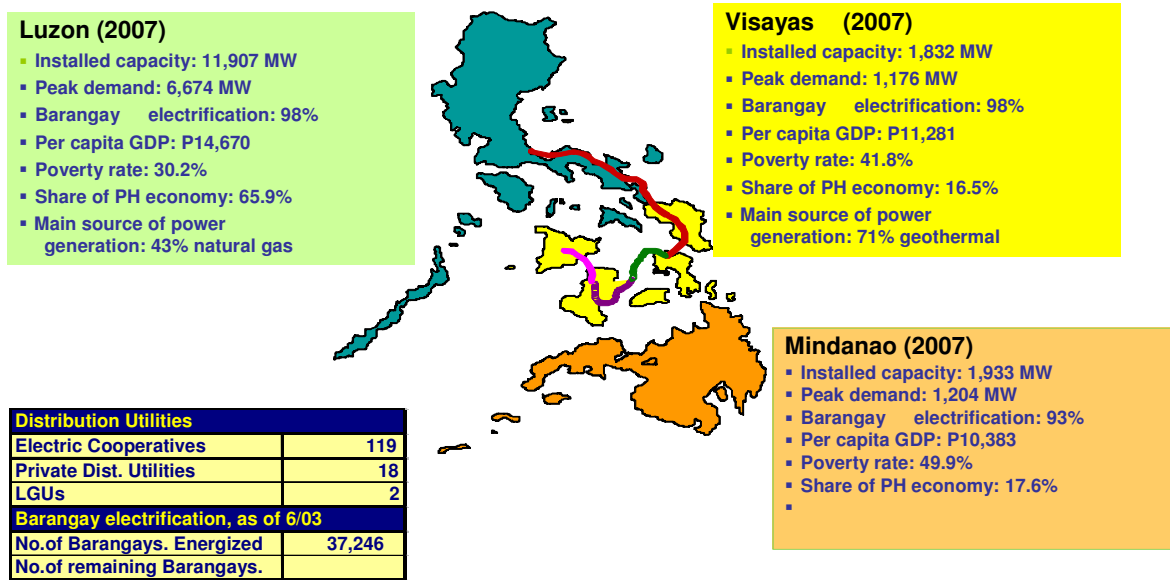 Luzon (2007)
▪ Installed capacity: 11,907 MW
▪ Peak demand: 6,674 MW
▪ Barangay electrification: 98%
▪ Per capita GDP: P14,670
▪ Poverty rate: 30.2%
▪ Share of PH economy: 65.9%
▪ Main source of power
generation: 43% natural gas
Visayas (2007)
▪ Installed capacity: 1,832 MW
▪ Peak demand: 1,176 MW
▪ Barangay electrification: 98%
▪ Per capita GDP: P11,281
▪ Poverty rate: 41.8%
▪ Share of PH economy: 16.5%
▪ Main source of power
generation: 71% geothermal
Mindanao (2007)
▪ Installed capacity: 1,933 MW
▪ Peak demand: 1,204 MW
▪ Barangay electrification: 93%
▪ Per capita GDP: P10,383
▪ Poverty rate: 49.9%
▪ Share of PH economy: 17.6%
▪
Distribution Utilities
Electric Cooperatives 119
Private Dist. Utilities 18
LGUs 2
Barangay electrification, as of 6/03
No.of Barangays. Energized 37,246
No.of remaining Barangays.